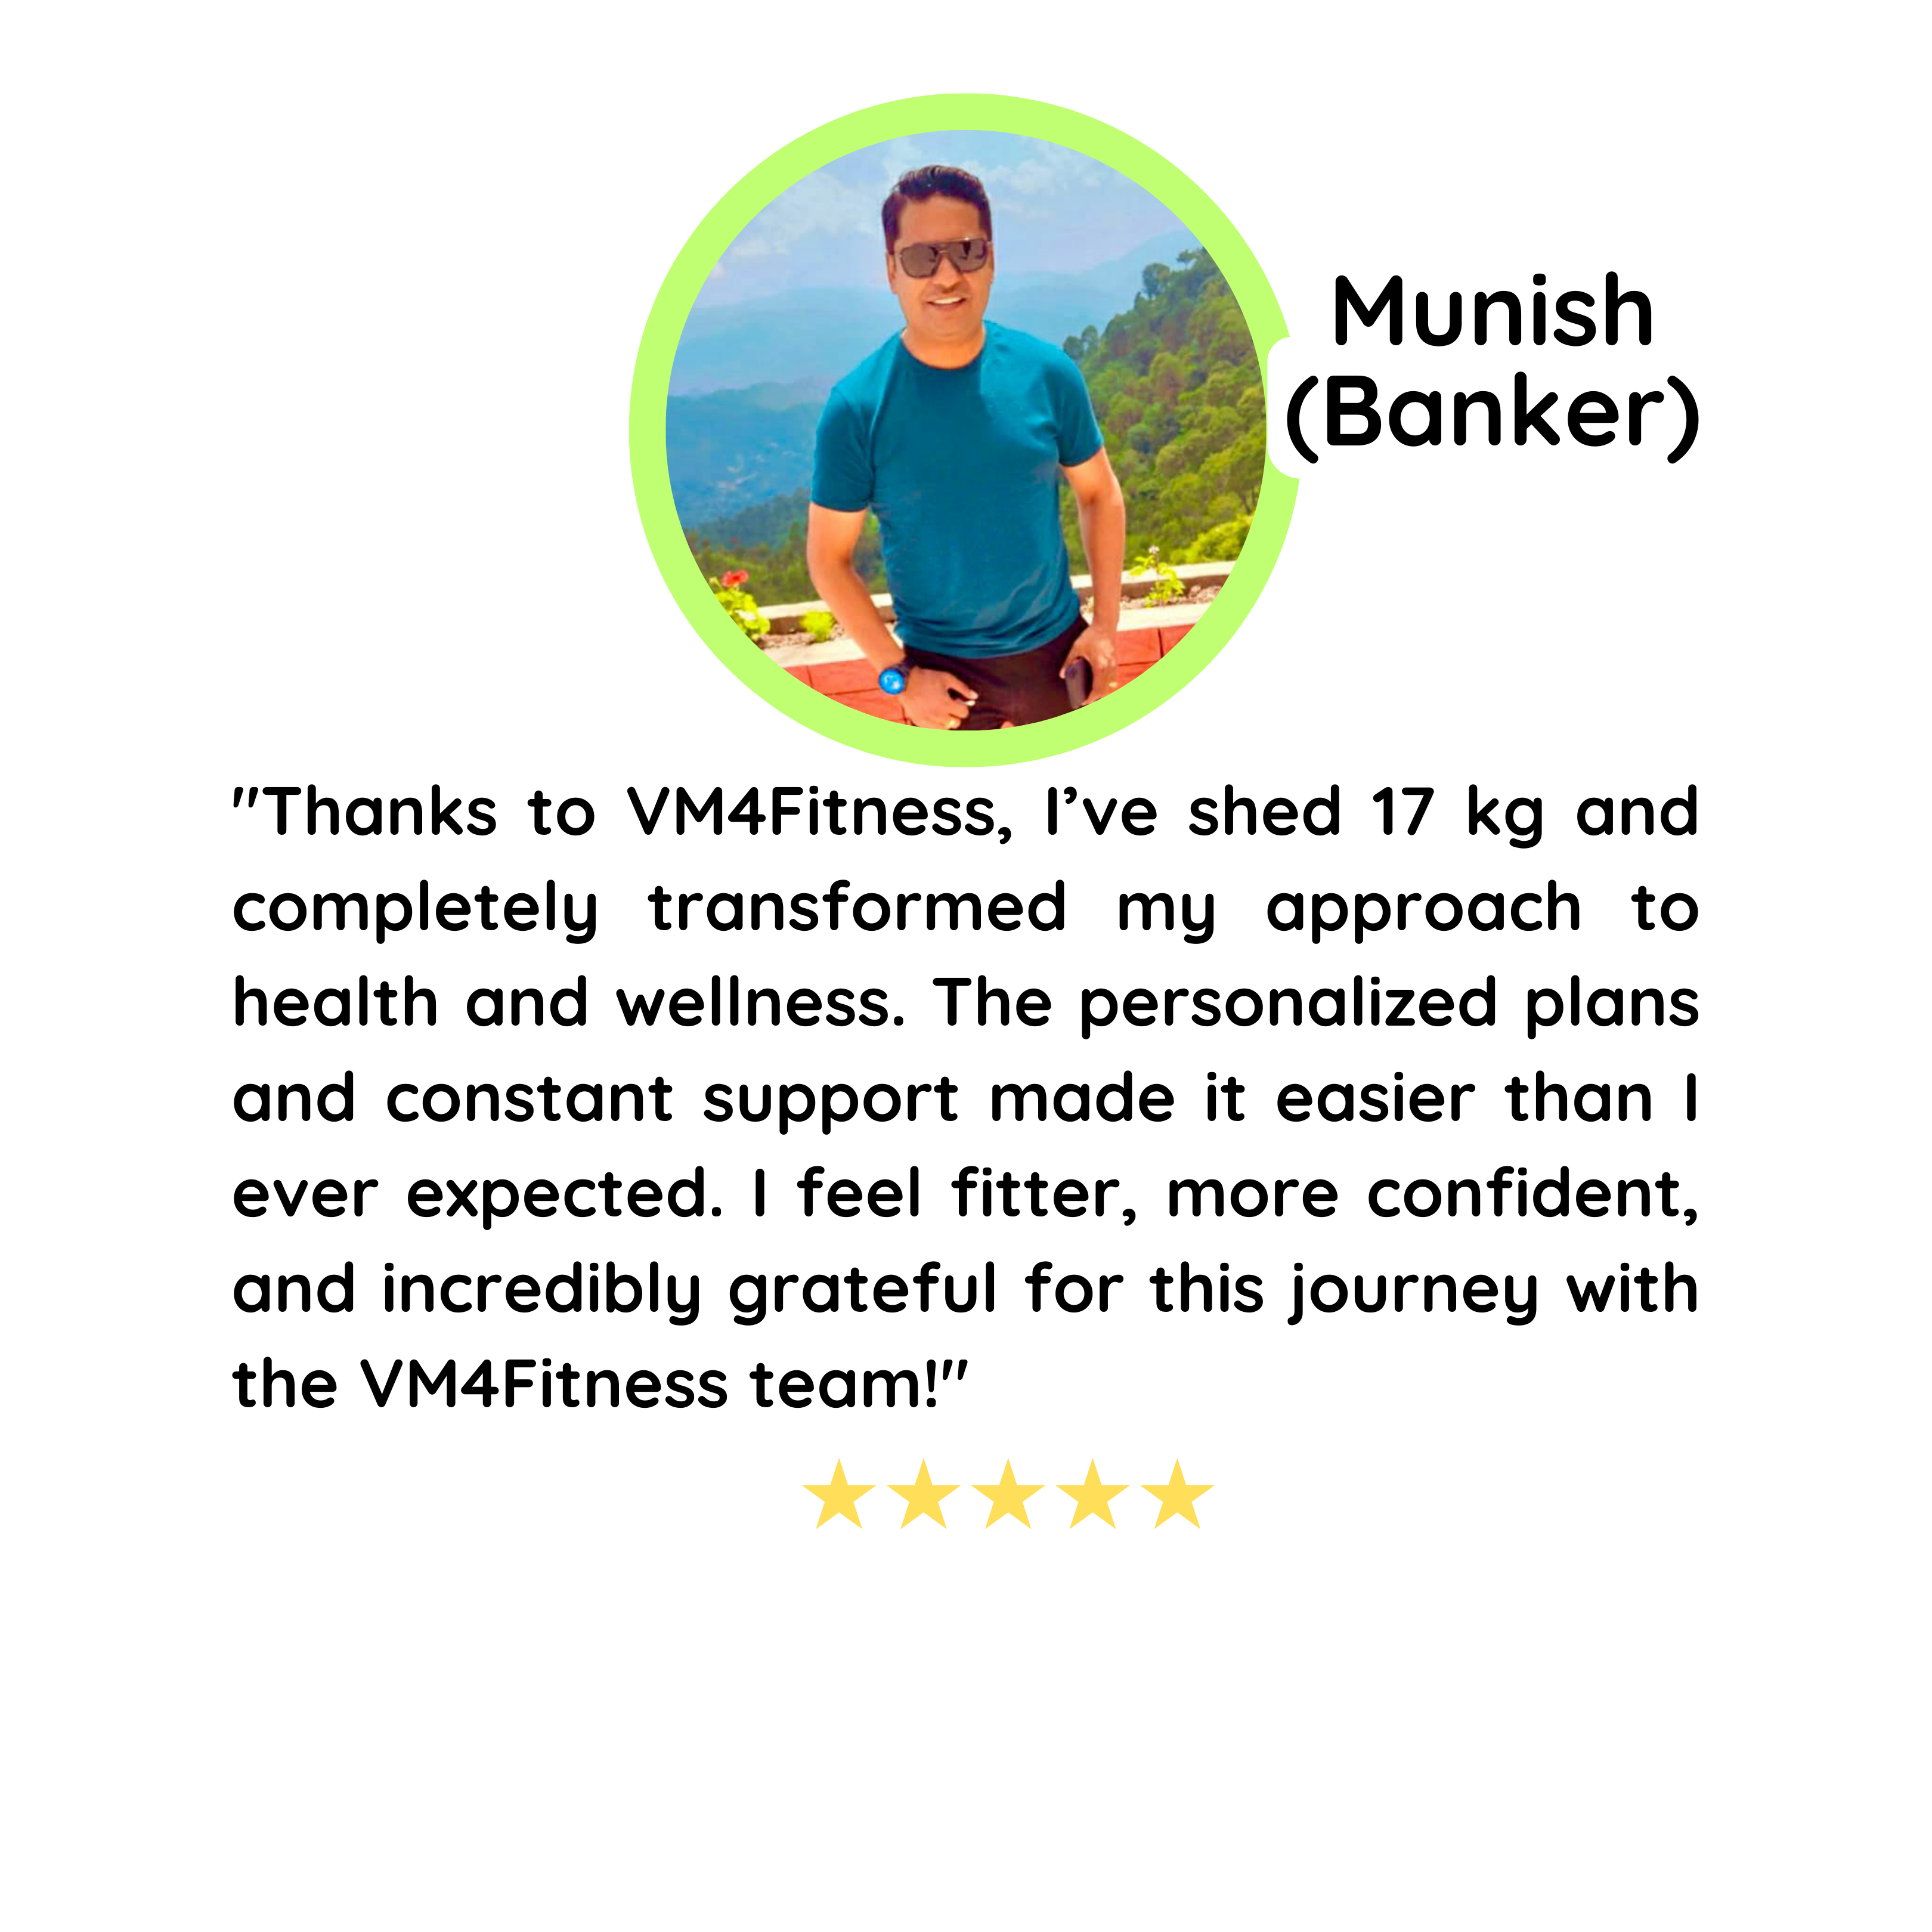 Munish
(Banker)
"Thanks to VM4Fitness, I’ve shed 17 kg and
completely transformed my approach to
health and wellness. The personalized plans
and constant support made it easier than I
ever expected. I feel fitter, more confident,
and incredibly grateful for this journey with
the VM4Fitness team!"